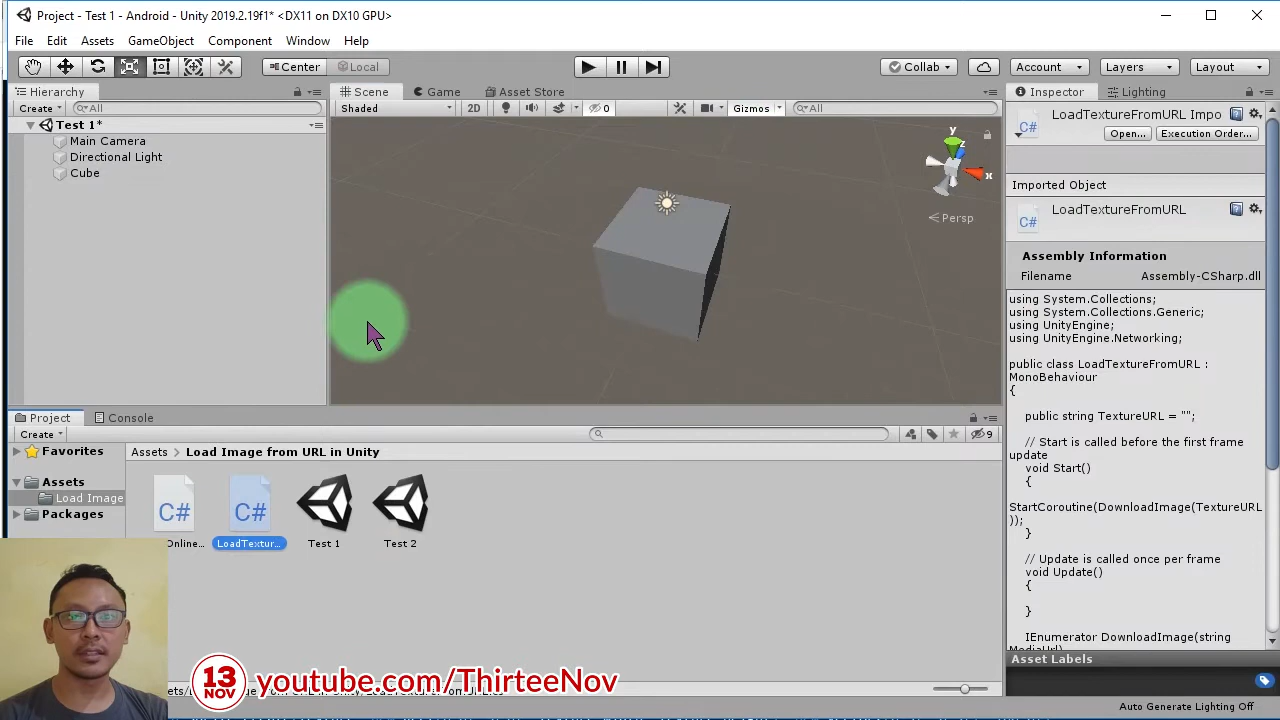 Project - Test 1 - Android - Unity 2019.2.19f1* <DX11 on DX10 GPU>
File Edit Assets GameObject Component Window Help
Center Local Collab Account Layers Layout
Hierarchy Scene Game Asset Store Inspector Lighting
Create All Shaded 2D 0 Gizmos All
Test 1*
Main Camera
Directional Light
Cube
y
z
x
Persp
LoadTextureFromURL Impo
Open... Execution Order...
Imported Object
C#
LoadTextureFromURL
C#
Assembly Information
Filename Assembly-CSharp.dll
using System.Collections;
using System.Collections.Generic;
using UnityEngine;
using UnityEngine.Networking;
public class LoadTextureFromURL :
MonoBehaviour
{
public string TextureURL = "";
// Start is called before the first frame
update
void Start()
{
StartCoroutine(DownloadImage(TextureURL
));
}
// Update is called once per frame
void Update()
{
}
IEnumerator DownloadImage(string
MediaUrl)
Asset Labels
Auto Generate Lighting Off
Project Console
Create 9
Favorites
Assets
Load Image
Packages
Assets > Load Image from URL in Unity
C# C#
Online... LoadTextur... Test 1 Test 2
13
NOV
youtube.com/ThirteeNov